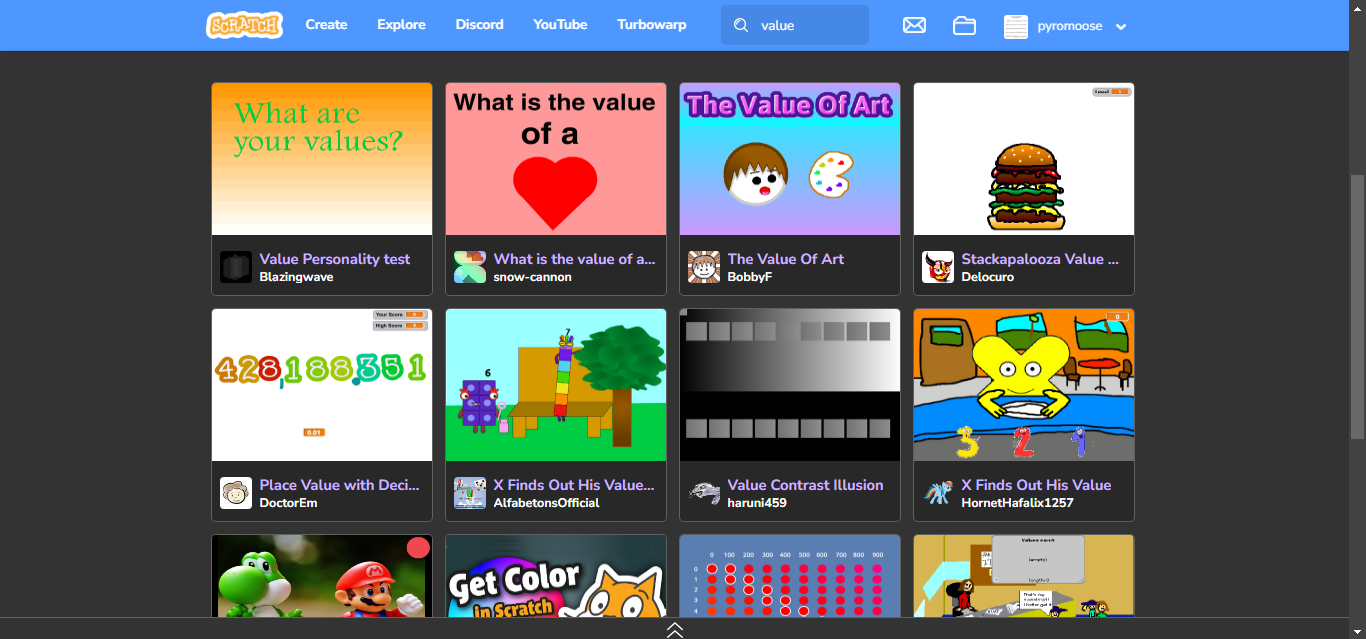 SCRATCH
Create
Explore
Discord
YouTube
Turbowarp
value
pyromoose
What are
your values?
Value Personality test
Blazingwave
What is the value
of a
What is the value of a...
snow-cannon
The Value Of Art
The Value Of Art
BobbyF
Stackapalooza Value ...
Delocuro
Your Score 0
High Score 0
428,188,351
0.01
Place Value with Deci...
DoctorEm
6
7
X Finds Out His Value...
AlfabetonsOfficial
Value Contrast Illusion
haruni459
0
3
2
1
X Finds Out His Value
HornetHafalix1257
Get Color
in Scratch
0 100 200 300 400 500 600 700 800 900
0
1
2
3
4
(empty)
length 0